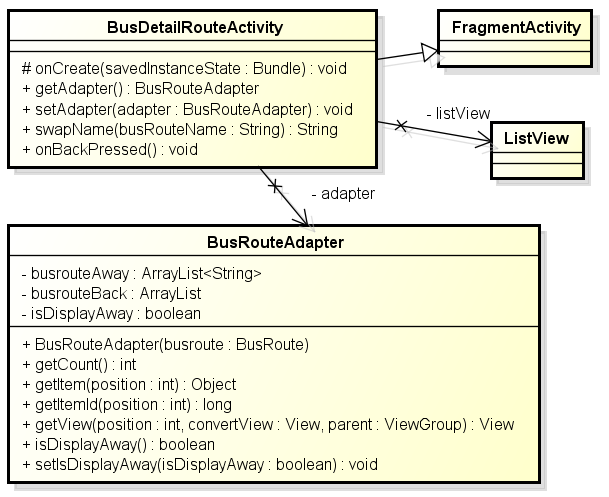 BusDetailRouteActivity
# onCreate(savedInstanceState : Bundle) : void
+ getAdapter() : BusRouteAdapter
+ setAdapter(adapter : BusRouteAdapter) : void
+ swapName(busRouteName : String) : String
+ onBackPressed() : void
FragmentActivity
- listView
ListView
- adapter
BusRouteAdapter
- busrouteAway : ArrayList<String>
- busrouteBack : ArrayList
- isDisplayAway : boolean
+ BusRouteAdapter(busroute : BusRoute)
+ getCount() : int
+ getItem(position : int) : Object
+ getItemId(position : int) : long
+ getView(position : int, convertView : View, parent : ViewGroup) : View
+ isDisplayAway() : boolean
+ setIsDisplayAway(isDisplayAway : boolean) : void